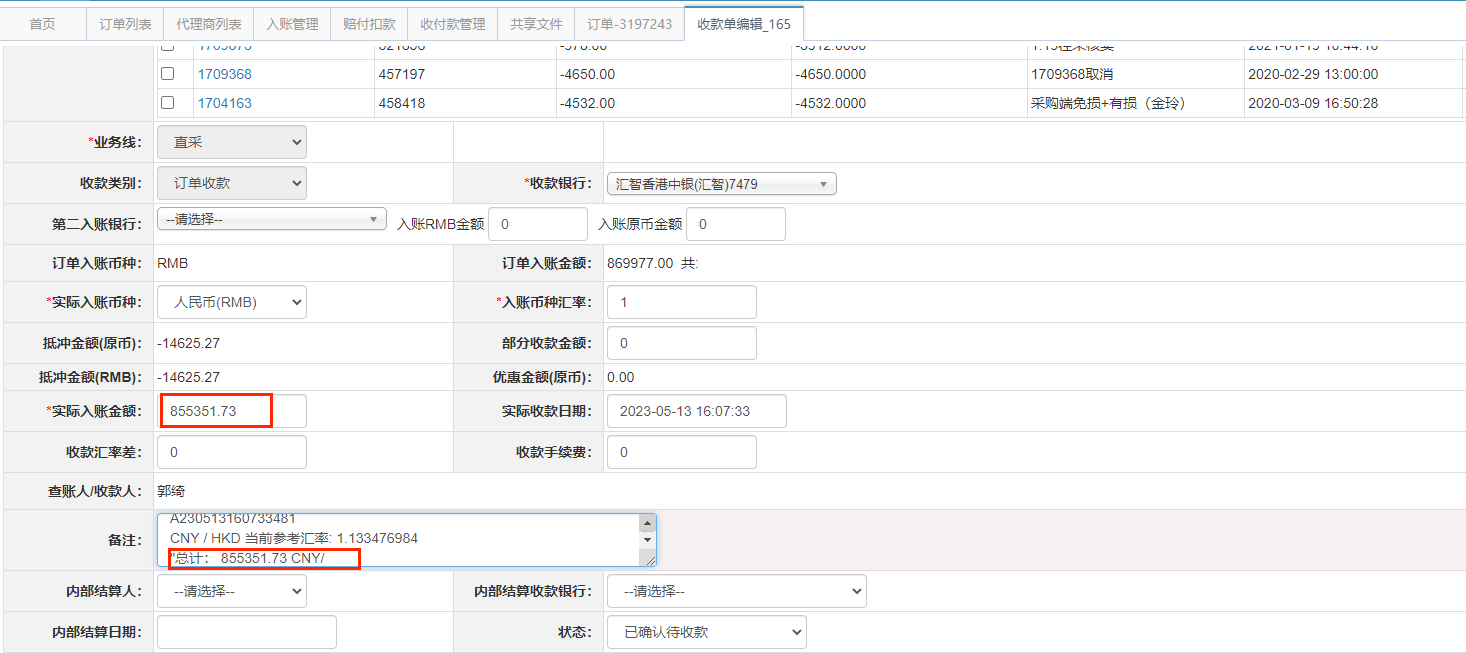 首页 订单列表 代理商列表 入账管理 赔付扣款 收付款管理 共享文件 订单-3197243 收款单编辑_165
1709368 457197 -4650.00 -4650.0000 1709368取消 2020-02-29 13:00:00
1704163 458418 -4532.00 -4532.0000 采购端免损+有损（金玲） 2020-03-09 16:50:28
*业务线： 直采
收款类别： 订单收款 *收款银行： 汇智香港中银(汇智)7479
第二入账银行： --请选择-- 入账RMB金额 0 入账原币金额 0
订单入账币种： RMB 订单入账金额： 869977.00 共:
*实际入账币种： 人民币(RMB) *入账币种汇率： 1
抵冲金额(原币)： -14625.27 部分收款金额： 0
抵冲金额(RMB)： -14625.27 优惠金额(原币)： 0.00
*实际入账金额： 855351.73 实际收款日期： 2023-05-13 16:07:33
收款汇率差： 0 收款手续费： 0
查账人/收款人： 郭绮
备注： A230513160733481
CNY / HKD 当前参考汇率: 1.133476984
"总计： 855351.73 CNY/
内部结算人： --请选择-- 内部结算收款银行： --请选择--
内部结算日期： 状态： 已确认待收款